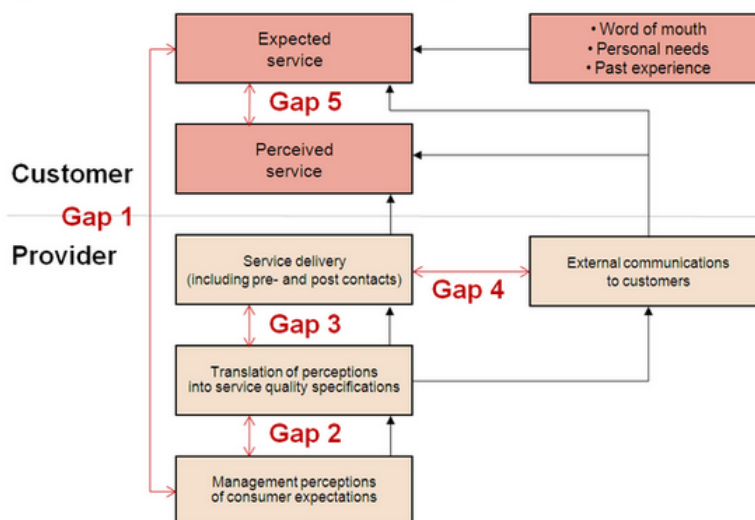 Expected
service
• Word of mouth
• Personal needs
• Past experience
Gap 5
Perceived
service
Customer
Gap 1
Provider
Service delivery
(including pre- and post contacts)
Gap 4
External communications
to customers
Gap 3
Translation of perceptions
into service quality specifications
Gap 2
Management perceptions
of consumer expectations